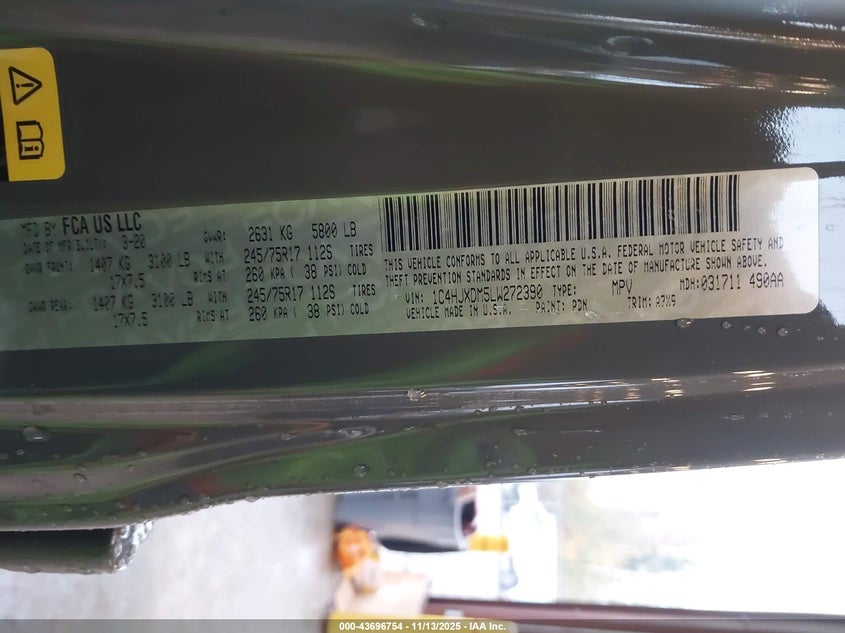 MFD BY FCA US LLC
DATE OF MFR 3-20 GVWR: 2631 KG 5800 LB
GAWR FRONT: 1407 KG 3100 LB WITH 245/75R17 112S TIRES
17X7.5 RIMS AT 260 KPA ( 38 PSI) COLD
GAWR REAR: 1407 KG 3100 LB WITH 245/75R17 112S TIRES
17X7.5 RIMS AT 260 KPA ( 38 PSI) COLD
THIS VEHICLE CONFORMS TO ALL APPLICABLE U.S.A. FEDERAL MOTOR VEHICLE SAFETY AND
THEFT PREVENTION STANDARDS IN EFFECT ON THE DATE OF MANUFACTURE SHOWN ABOVE.
VIN: 1C4HJXDM5LW272390 TYPE: MPV MDH:031711 490AA
VEHICLE MADE IN U.S.A. PAINT: PDN TRIM: A7X9
000-43696754 - 11/13/2025 - IAA Inc.